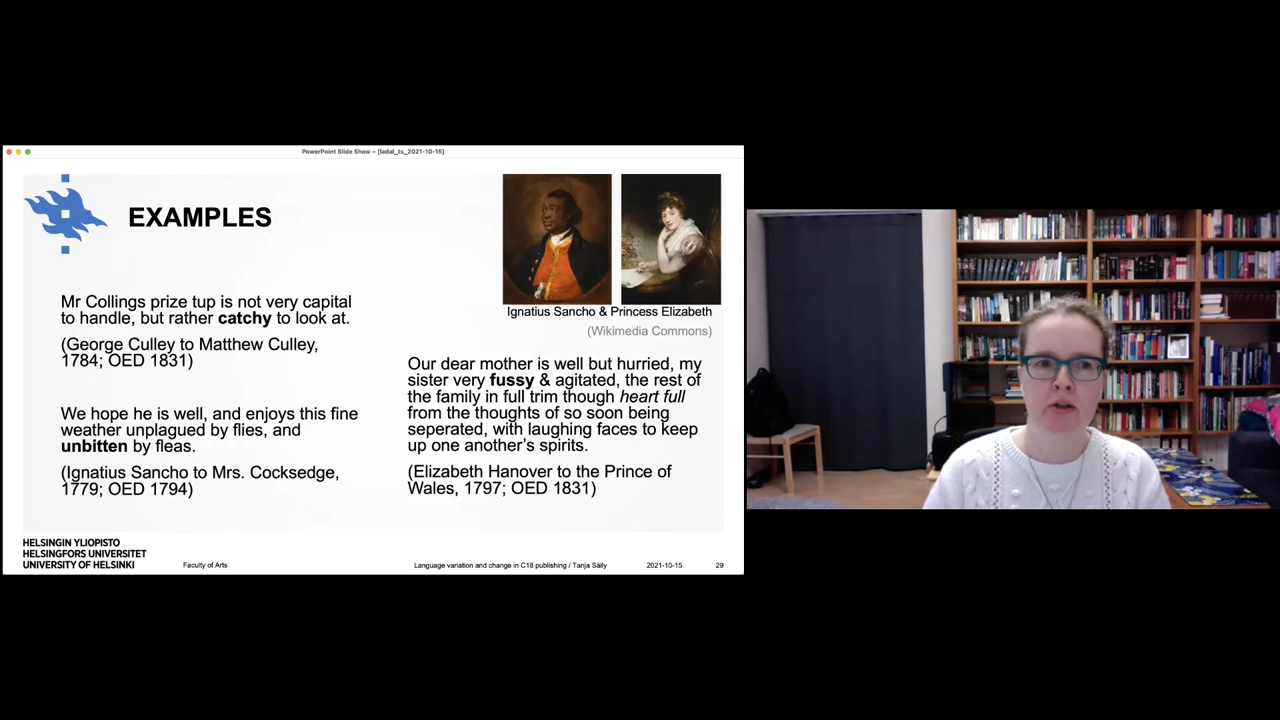 PowerPoint Slide Show – [ladal_ts_2021-10-15]
EXAMPLES
Ignatius Sancho & Princess Elizabeth
(Wikimedia Commons)
Mr Collings prize tup is not very capital
to handle, but rather catchy to look at.
(George Culley to Matthew Culley,
1784; OED 1831)
We hope he is well, and enjoys this fine
weather unplagued by flies, and
unbitten by fleas.
(Ignatius Sancho to Mrs. Cocksedge,
1779; OED 1794)
Our dear mother is well but hurried, my
sister very fussy & agitated, the rest of
the family in full trim though heart full
from the thoughts of so soon being
seperated, with laughing faces to keep
up one another's spirits.
(Elizabeth Hanover to the Prince of
Wales, 1797; OED 1831)
HELSINGIN YLIOPISTO
HELSINGFORS UNIVERSITET
UNIVERSITY OF HELSINKI
Faculty of Arts
Language variation and change in C18 publishing / Tanja Säily
2021-10-15
29